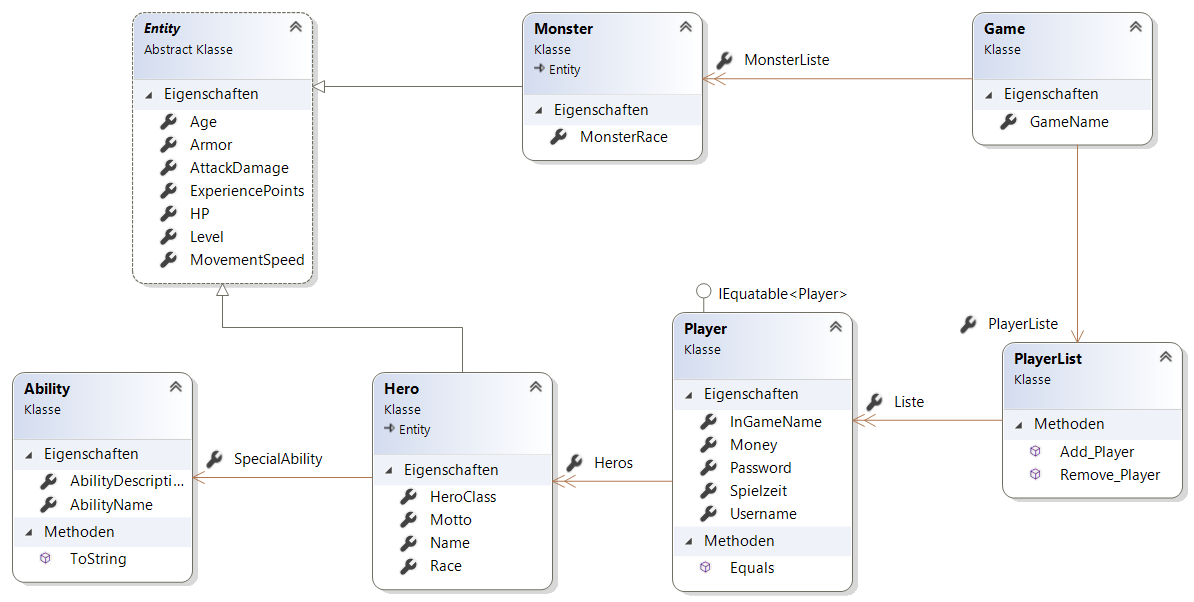 Entity
Abstract Klasse
Eigenschaften
Age
Armor
AttackDamage
ExperiencePoints
HP
Level
MovementSpeed
Monster
Klasse
Entity
Eigenschaften
MonsterRace
MonsterListe
Game
Klasse
Eigenschaften
GameName
PlayerListe
PlayerList
Klasse
Methoden
Add_Player
Remove_Player
Liste
IEquatable<Player>
Player
Klasse
Eigenschaften
InGameName
Money
Password
Spielzeit
Username
Methoden
Equals
Heros
Hero
Klasse
Entity
Eigenschaften
HeroClass
Motto
Name
Race
SpecialAbility
Ability
Klasse
Eigenschaften
AbilityDescripti...
AbilityName
Methoden
ToString